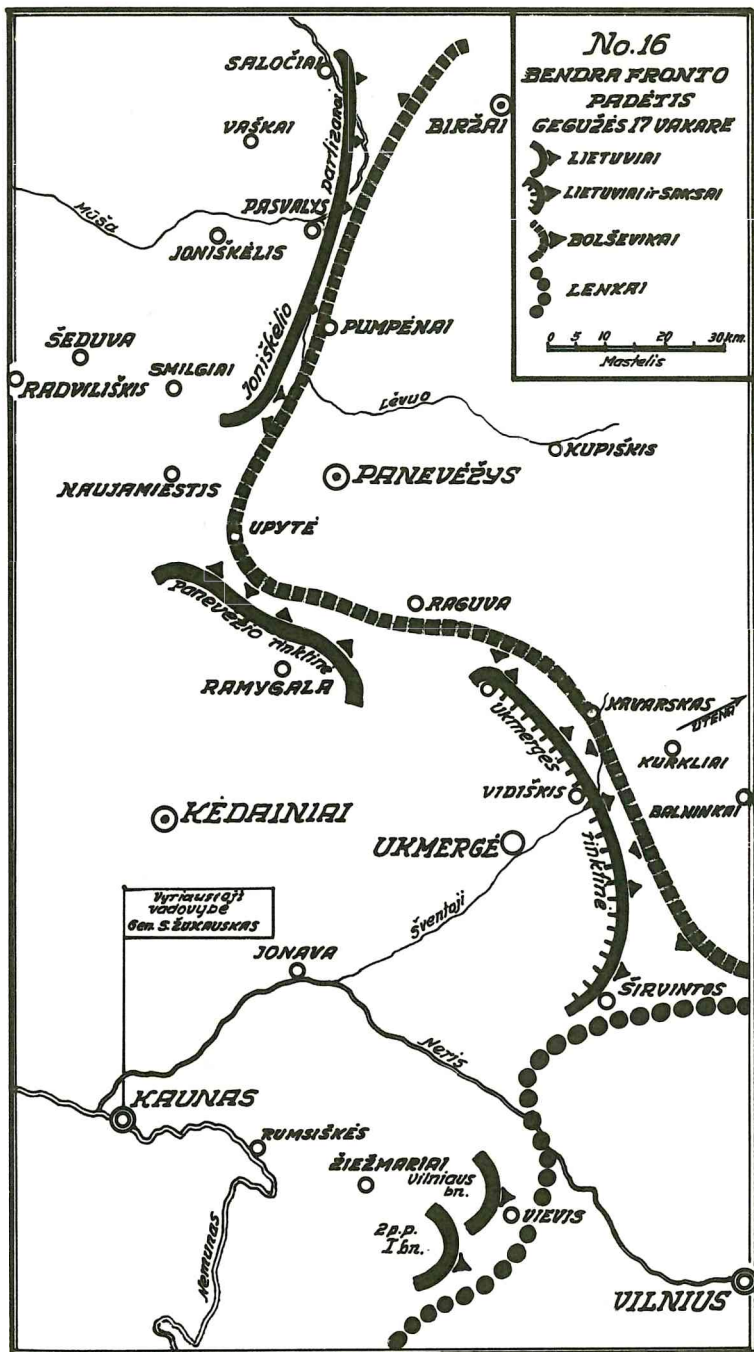 No.16
BENDRA FRONTO
PADĖTIS
GEGUŽĖS 17 VAKARE
LIETUVIAI
LIETUVIAI ir SAKSAI
BOLŠEVIKAI
LENKAI
0 5 10 20 30 km.
Mastelis
SALOČIAI
partizanai
VAŠKAI
BIRŽAI
Mūša
PASVALYS
JONIŠKĖLIS
Joniškėlio
PUMPĖNAI
ŠEDUVA
RADVILIŠKIS
SMILGIAI
Lėvuo
KUPIŠKIS
NAUJAMIESTIS
PANEVĖŽYS
UPYTĖ
Panevėžio rinktinė
RAGUVA
RAMYGALA
Ukmergės
rinktinė
KAVARSKAS
UTENA
KURKLIAI
VIDIŠKIS
BALNINKAI
KĖDAINIAI
UKMERGĖ
Vyriausioji
vadovybė
Gen. S. ŽUKAUSKAS
Šventoji
JONAVA
ŠIRVINTOS
Neris
KAUNAS
RUMSIŠKĖS
ŽIEŽMARIAI
Vilniaus
bn.
VIEVIS
2 p.p.
I bn.
Nemunas
VILNIUS